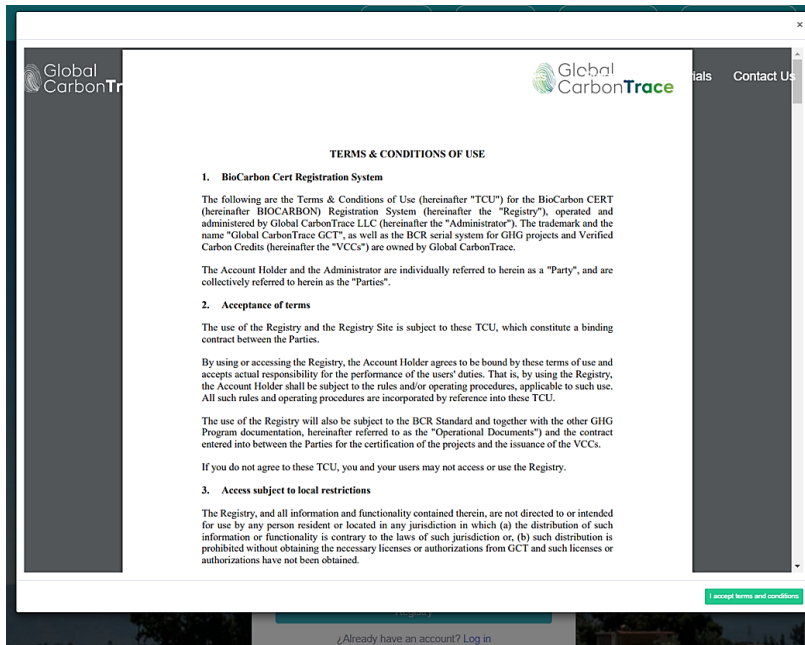 ×
Global
CarbonTr
Global
CarbonTrace
ials Contact Us
TERMS & CONDITIONS OF USE
1. BioCarbon Cert Registration System
The following are the Terms & Conditions of Use (hereinafter "TCU") for the BioCarbon CERT
(hereinafter BIOCARBON) Registration System (hereinafter the "Registry"), operated and
administered by Global CarbonTrace LLC (hereinafter the "Administrator"). The trademark and the
name "Global CarbonTrace GCT", as well as the BCR serial system for GHG projects and Verified
Carbon Credits (hereinafter the "VCCs") are owned by Global CarbonTrace.
The Account Holder and the Administrator are individually referred to herein as a "Party", and are
collectively referred to herein as the "Parties".
2. Acceptance of terms
The use of the Registry and the Registry Site is subject to these TCU, which constitute a binding
contract between the Parties.
By using or accessing the Registry, the Account Holder agrees to be bound by these terms of use and
accepts actual responsibility for the performance of the users' duties. That is, by using the Registry,
the Account Holder shall be subject to the rules and/or operating procedures, applicable to such use.
All such rules and operating procedures are incorporated by reference into these TCU.
The use of the Registry will also be subject to the BCR Standard and together with the other GHG
Program documentation, hereinafter referred to as the "Operational Documents") and the contract
entered into between the Parties for the certification of the projects and the issuance of the VCCs.
If you do not agree to these TCU, you and your users may not access or use the Registry.
3. Access subject to local restrictions
The Registry, and all information and functionality contained therein, are not directed to or intended
for use by any person resident or located in any jurisdiction in which (a) the distribution of such
information or functionality is contrary to the laws of such jurisdiction or, (b) such distribution is
prohibited without obtaining the necessary licenses or authorizations from GCT and such licenses or
authorizations have not been obtained.
I accept terms and conditions
Registry
¿Already have an account? Log in